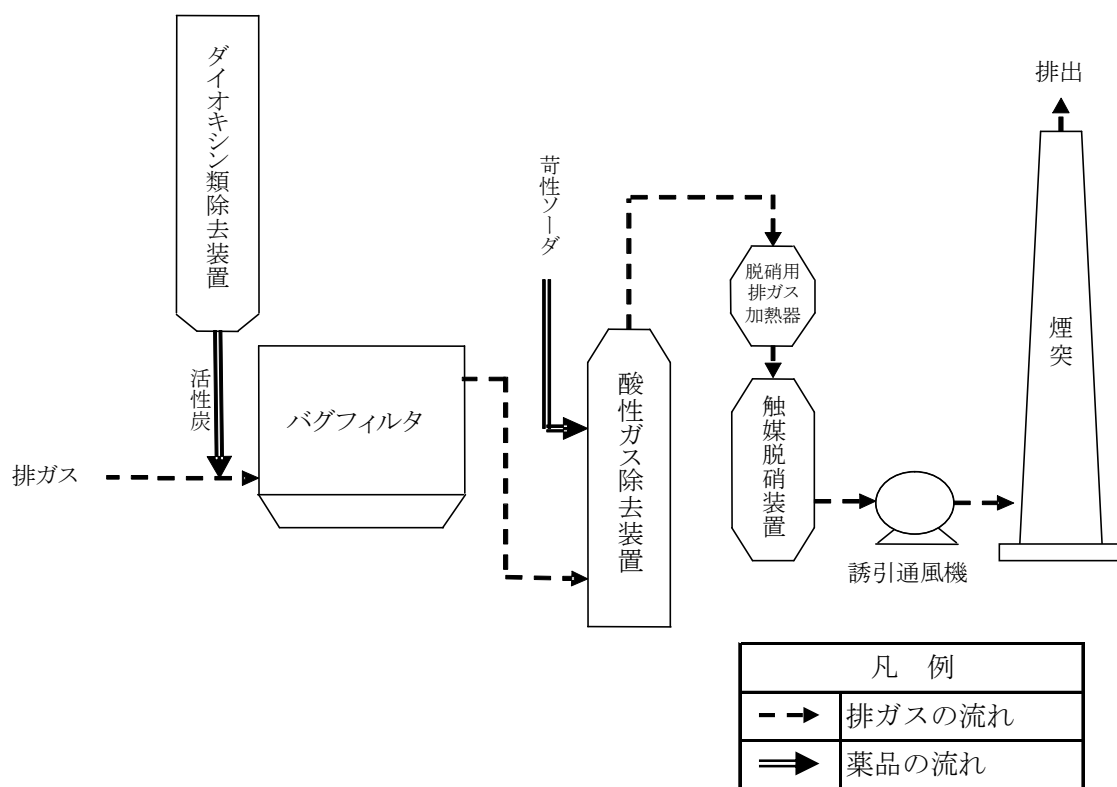 ダイオキシン類除去装置
活性炭
排ガス
バグフィルタ
苛性ソーダ
酸性ガス除去装置
脱硝用
排ガス
加熱器
触媒脱硝装置
誘引通風機
排出
煙突
凡 例
排ガスの流れ
薬品の流れ